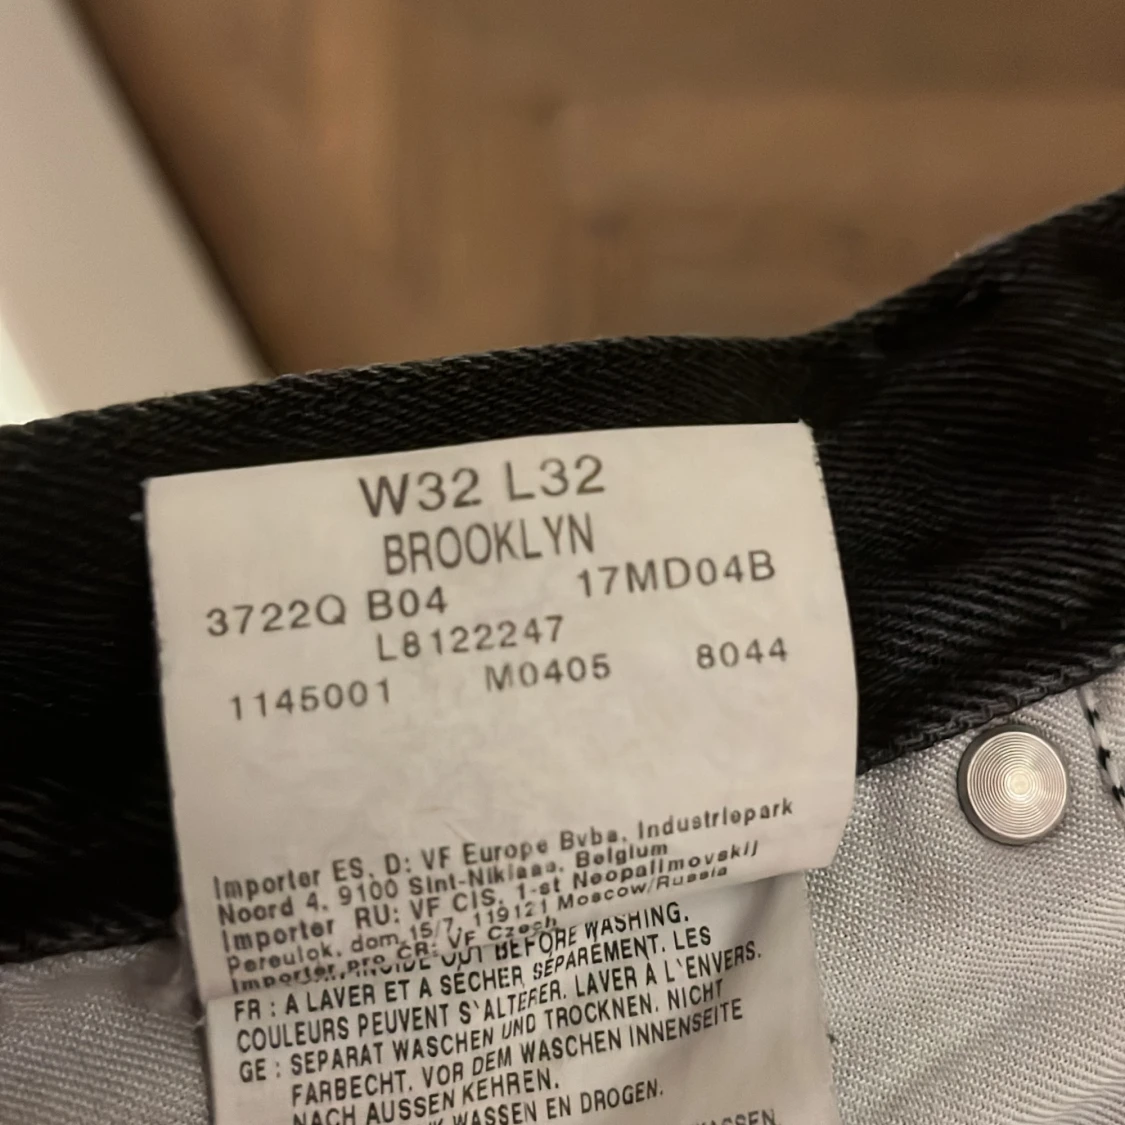 W32 L32
BROOKLYN
3722Q B04 17MD04B
L8122247
1145001 M0405 8044
Importer ES, D: VF Europe Bvba, Industriepark
Noord 4, 9100 Sint-Niklaas, Belgium
Importer RU: VF CIS, 1-st Neopalimovskij
Pereulok, dom 15/7, 119121 Moscow/Russia
Importer pro CR: VF Czech
OUT BEFORE WASHING.
FR : A LAVER ET A SÉCHER SÉPARÉMENT. LES
COULEURS PEUVENT S`ALTERER. LAVER À L`ENVERS.
GE : SEPARAT WASCHEN UND TROCKNEN. NICHT
FARBECHT. VOR DEM WASCHEN INNENSEITE
NACH AUSSEN KEHREN.
WASSEN EN DROGEN.